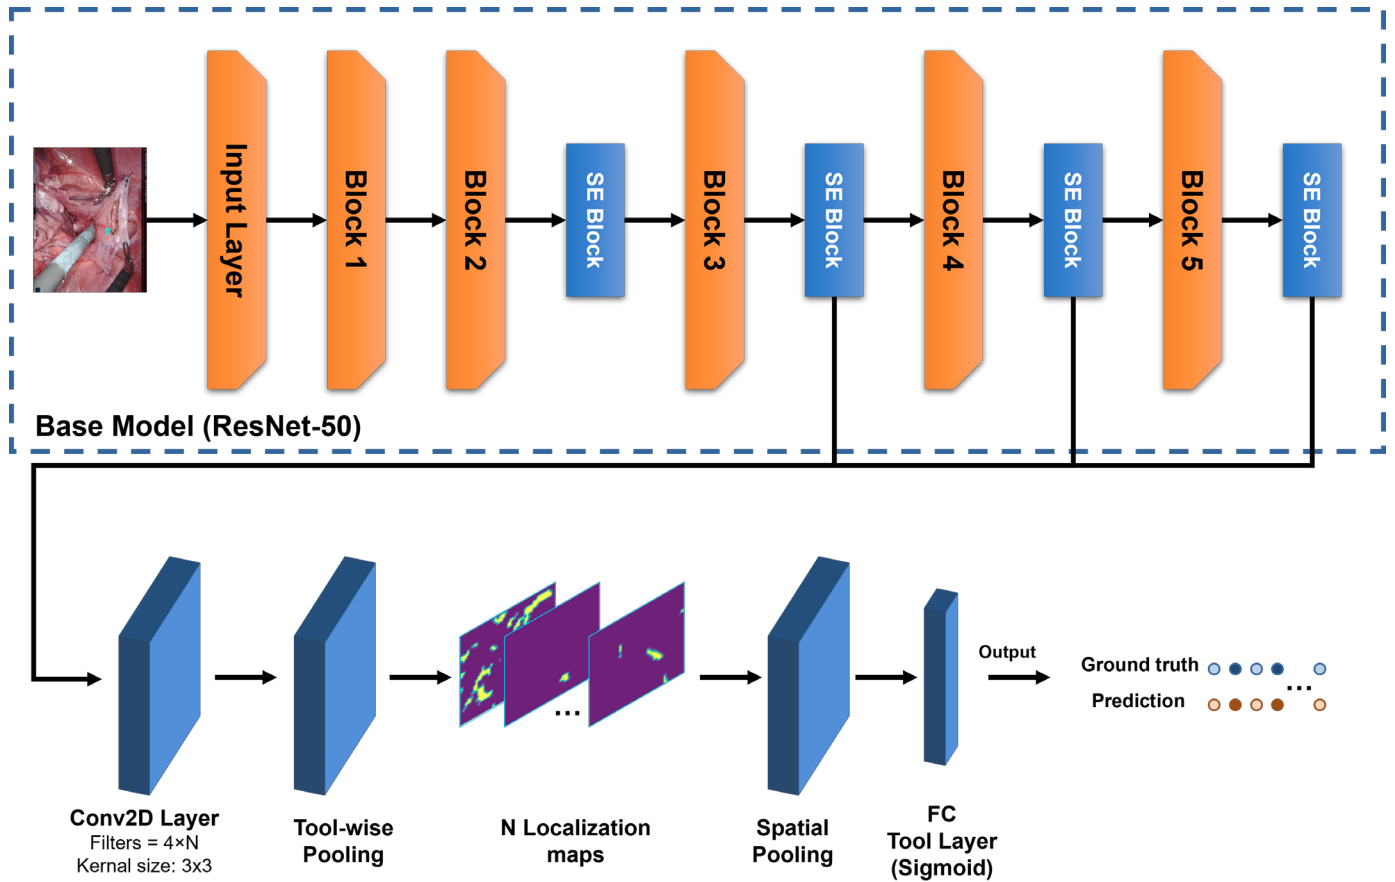 Input Layer
Block 1
Block 2
SE Block
Block 3
SE Block
Block 4
SE Block
Block 5
SE Block
Base Model (ResNet-50)
Output
Ground truth
...
Prediction
...
Conv2D Layer
Filters = 4×N
Kernal size: 3x3
Tool-wise
Pooling
N Localization
maps
Spatial
Pooling
FC
Tool Layer
(Sigmoid)